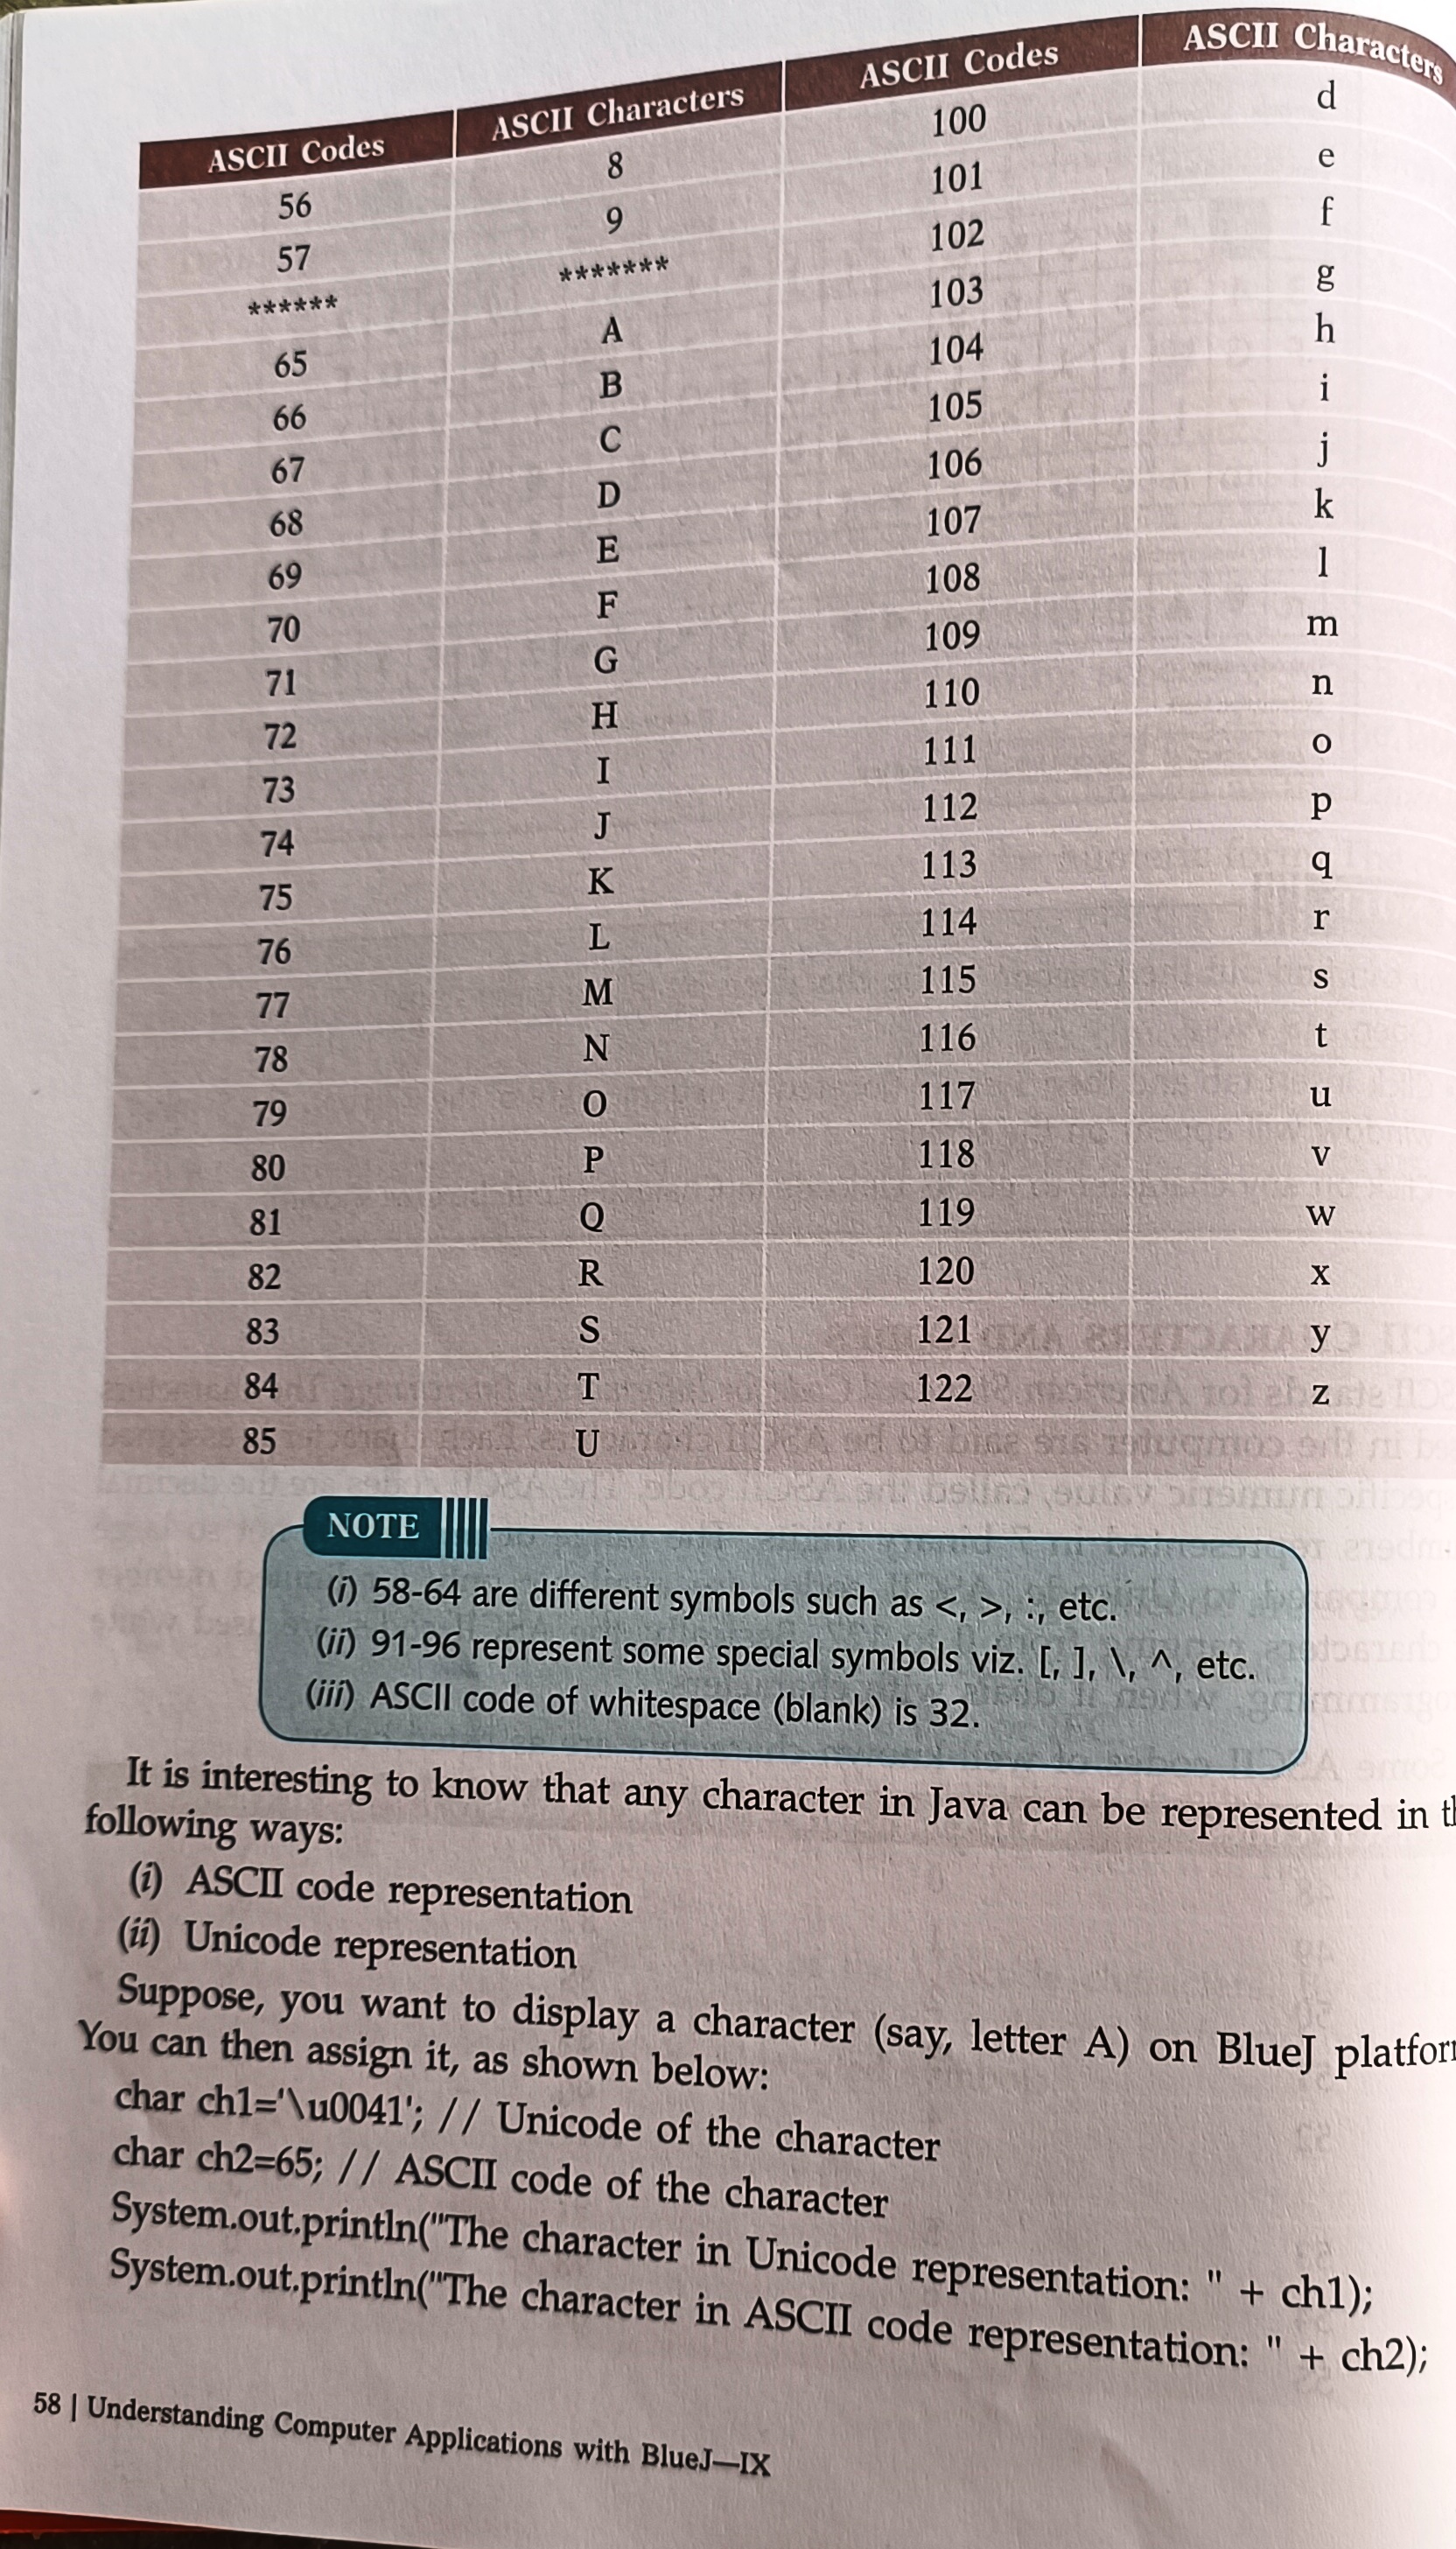 ASCII Codes ASCII Characters ASCII Codes ASCII Characters
56 8 100 d
57 9 101 e
****** ******* 102 f
65 A 103 g
66 B 104 h
67 C 105 i
68 D 106 j
69 E 107 k
70 F 108 l
71 G 109 m
72 H 110 n
73 I 111 o
74 J 112 p
75 K 113 q
76 L 114 r
77 M 115 s
78 N 116 t
79 O 117 u
80 P 118 v
81 Q 119 w
82 R 120 x
83 S 121 y
84 T 122 z
85 U
NOTE
(i) 58-64 are different symbols such as <, >, :, etc.
(ii) 91-96 represent some special symbols viz. [, ], \, ^, etc.
(iii) ASCII code of whitespace (blank) is 32.
It is interesting to know that any character in Java can be represented in
following ways:
(i) ASCII code representation
(ii) Unicode representation
Suppose, you want to display a character (say, letter A) on BlueJ
You can then assign it, as shown below:
char ch1='\u0041'; // Unicode of the character
char ch2=65; // ASCII code of the character
System.out.println("The character in Unicode representation: " + ch1);
System.out.println("The character in ASCII code representation: " + ch2);
58 | Understanding Computer Applications with BlueJ—IX